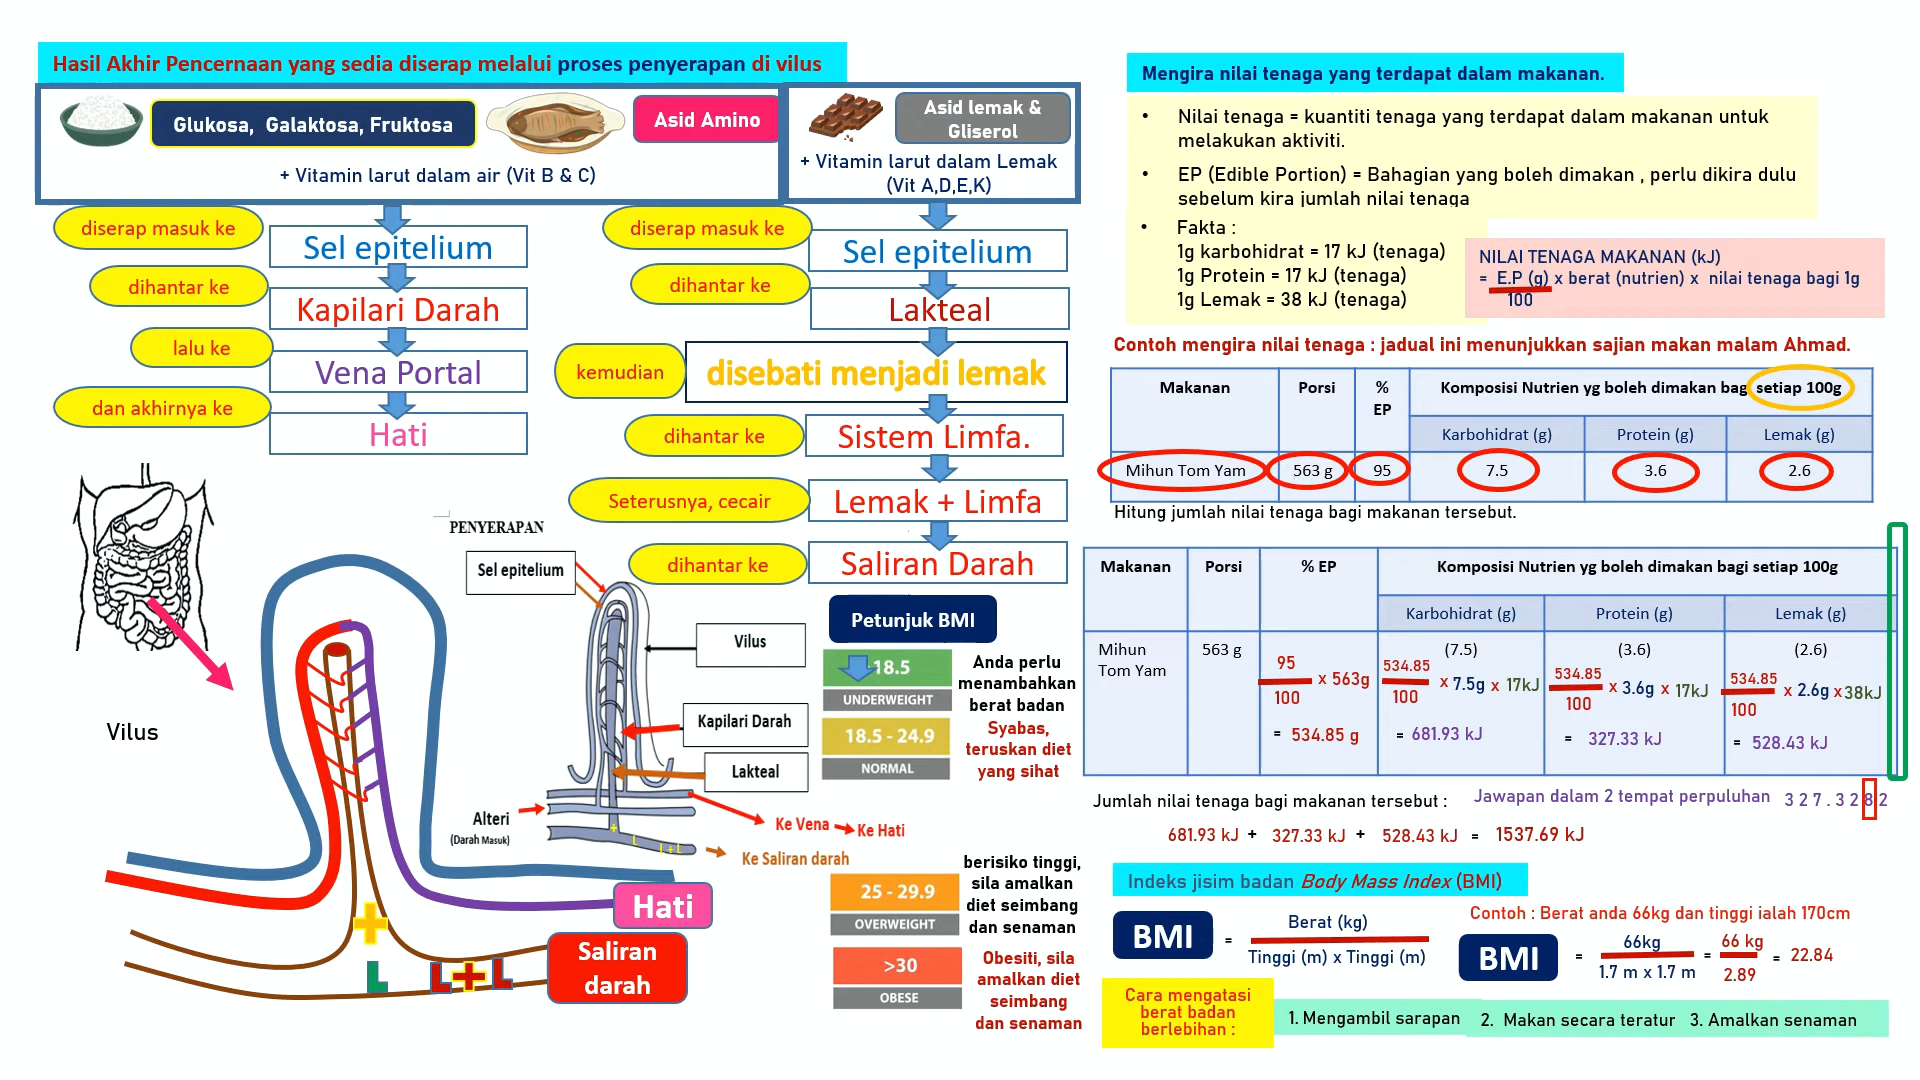 Hasil Akhir Pencernaan yang sedia diserap melalui proses penyerapan di vilus
Glukosa, Galaktosa, Fruktosa
Asid Amino
+ Vitamin larut dalam air (Vit B & C)
Asid lemak &
Gliserol
+ Vitamin larut dalam Lemak
(Vit A,D,E,K)
diserap masuk ke
Sel epitelium
dihantar ke
Kapilari Darah
lalu ke
Vena Portal
dan akhirnya ke
Hati
diserap masuk ke
Sel epitelium
dihantar ke
Lakteal
kemudian
disebati menjadi lemak
dihantar ke
Sistem Limfa.
Seterusnya, cecair
Lemak + Limfa
dihantar ke
Saliran Darah
Vilus
Hati
Saliran
darah
L
L+L
PENYERAPAN
Sel epitelium
Vilus
Kapilari Darah
Lakteal
Alteri
(Darah Masuk)
Ke Vena
Ke Hati
Ke Saliran darah
+
L
L+L
Petunjuk BMI
18.5
UNDERWEIGHT
Anda perlu
menambahkan
berat badan
18.5 - 24.9
NORMAL
Syabas,
teruskan diet
yang sihat
25 - 29.9
OVERWEIGHT
berisiko tinggi,
sila amalkan
diet seimbang
dan senaman
>30
OBESE
Obesiti, sila
amalkan diet
seimbang
dan senaman
Mengira nilai tenaga yang terdapat dalam makanan.
• Nilai tenaga = kuantiti tenaga yang terdapat dalam makanan untuk
melakukan aktiviti.
• EP (Edible Portion) = Bahagian yang boleh dimakan , perlu dikira dulu
sebelum kira jumlah nilai tenaga
• Fakta :
1g karbohidrat = 17 kJ (tenaga)
1g Protein = 17 kJ (tenaga)
1g Lemak = 38 kJ (tenaga)
NILAI TENAGA MAKANAN (kJ)
= E.P (g) x berat (nutrien) x nilai tenaga bagi 1g
100
Contoh mengira nilai tenaga : jadual ini menunjukkan sajian makan malam Ahmad.
Makanan Porsi % EP Komposisi Nutrien yg boleh dimakan bag setiap 100g
Karbohidrat (g) Protein (g) Lemak (g)
Mihun Tom Yam 563 g 95 7.5 3.6 2.6
Hitung jumlah nilai tenaga bagi makanan tersebut.
Makanan Porsi % EP Komposisi Nutrien yg boleh dimakan bagi setiap 100g
Karbohidrat (g) Protein (g) Lemak (g)
Mihun
Tom Yam
563 g
95
100
x 563g
= 534.85 g
(7.5)
534.85
100
x 7.5g x 17kJ
= 681.93 kJ
(3.6)
534.85
100
x 3.6g x 17kJ
= 327.33 kJ
(2.6)
534.85
100
x 2.6g x 38kJ
= 528.43 kJ
Jumlah nilai tenaga bagi makanan tersebut :
Jawapan dalam 2 tempat perpuluhan 327.3282
681.93 kJ + 327.33 kJ + 528.43 kJ = 1537.69 kJ
Indeks jisim badan Body Mass Index (BMI)
BMI = Berat (kg)
Tinggi (m) x Tinggi (m)
Contoh : Berat anda 66kg dan tinggi ialah 170cm
BMI = 66kg = 66 kg = 22.84
1.7 m x 1.7 m 2.89
Cara mengatasi
berat badan
berlebihan :
1. Mengambil sarapan 2. Makan secara teratur 3. Amalkan senaman